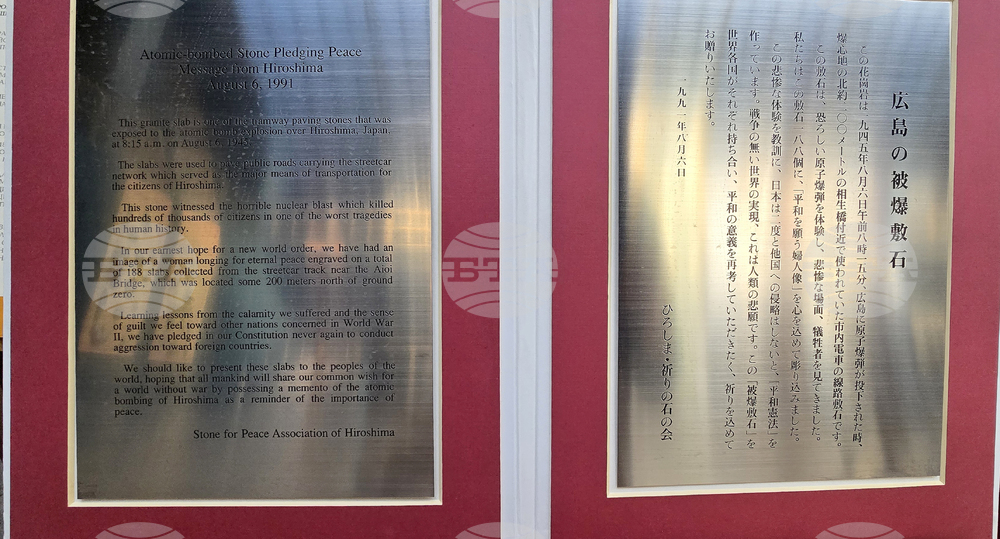 Atomic-bombed Stone Pledging Peace
Message from Hiroshima
August 6, 1991
This granite slab is one of the tramway paving stones that was
exposed to the atomic bomb explosion over Hiroshima, Japan,
at 8:15 a.m. on August 6, 1945.
The slabs were used to pave public roads carrying the streetcar
network which served as the major means of transportation for
the citizens of Hiroshima.
This stone witnessed the horrible nuclear blast which killed
hundreds of thousands of citizens in one of the worst tragedies
in human history.
In our earnest hope for a new world order, we have had an
image of a woman longing for eternal peace engraved on a total
of 188 slabs collected from the streetcar track near the Aioi
Bridge, which was located some 200 meters north of ground
zero.
Learning lessons from the calamity we suffered and the sense
of guilt we feel toward other nations concerned in World War
II, we have pledged in our Constitution never again to conduct
aggression toward foreign countries.
We should like to present these slabs to the peoples of the
world, hoping that all mankind will share our common wish for
a world without war by possessing a memento of the atomic
bombing of Hiroshima as a reminder of the importance of
peace.
Stone for Peace Association of Hiroshima
広島の被爆敷石
この花崗岩は一九四五年八月六日午前八時一五分、広島に原子爆弾が投下された時、
爆心地の北約二〇〇メートルの相生橋付近で使われていた市内電車の線路敷石です。
この敷石は、恐ろしい原子爆弾を体験し、悲惨な場面、犠牲者を見てきました。
私たちはこの敷石一八八個に、「平和を願う婦人像」を心を込めて彫り込みました。
この悲惨な体験を教訓に、日本は二度と他国への侵略はしないと、「平和憲法」を
作っています。戦争の無い世界の実現、これは人類の悲願です。この「被爆敷石」を
世界各国がそれぞれ持ち合い、平和の意義を再考していただきたく、祈りを込めて
お贈りいたします。
一九九一年八月六日
ひろしま・祈りの石の会